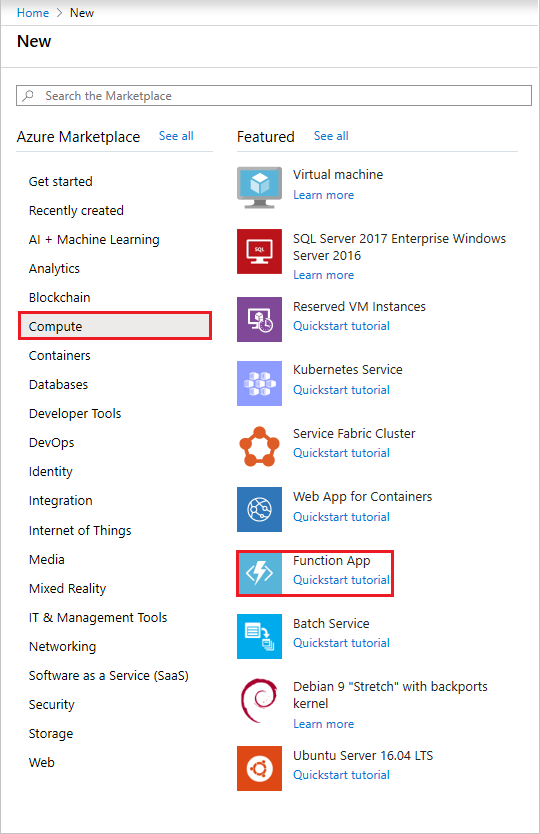 Home > New
New
Search the Marketplace
Azure Marketplace See all
Get started
Recently created
AI + Machine Learning
Analytics
Blockchain
Compute
Containers
Databases
Developer Tools
DevOps
Identity
Integration
Internet of Things
Media
Mixed Reality
IT & Management Tools
Networking
Software as a Service (SaaS)
Security
Storage
Web
Featured See all
Virtual machine
Learn more
SQL
SQL Server 2017 Enterprise Windows
Server 2016
Learn more
Reserved VM Instances
Quickstart tutorial
Kubernetes Service
Quickstart tutorial
Service Fabric Cluster
Quickstart tutorial
Web App for Containers
Quickstart tutorial
Function App
Quickstart tutorial
Batch Service
Quickstart tutorial
Debian 9 "Stretch" with backports
kernel
Learn more
Ubuntu Server 16.04 LTS
Quickstart tutorial